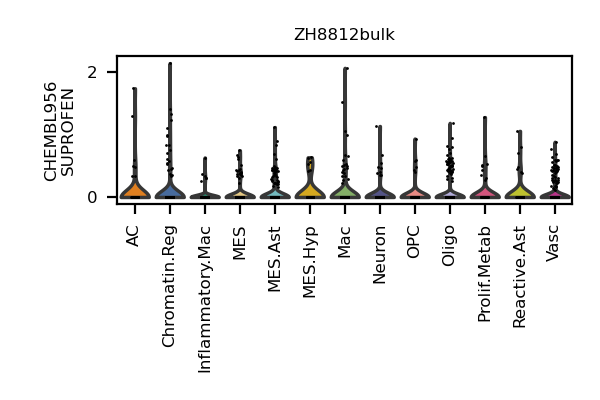 ZH8812bulk
CHEMBL956
SUPROFEN
2
0
AC
Chromatin.Reg
Inflammatory.Mac
MES
MES.Ast
MES.Hyp
Mac
Neuron
OPC
Oligo
Prolif.Metab
Reactive.Ast
Vasc